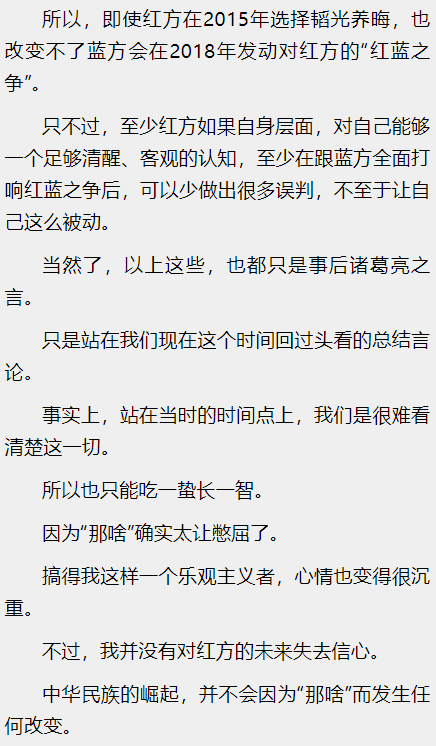 所以，即使红方在2015年选择韬光养晦，也
改变不了蓝方会在2018年发动对红方的“红蓝之
争”。
只不过，至少红方如果自身层面，对自己能够
一个足够清醒、客观的认知，至少在跟蓝方全面打
响红蓝之争后，可以少做出很多误判，不至于让自
己这么被动。
当然了，以上这些，也都只是事后诸葛亮之
言。
只是站在我们现在这个时间回过头看的总结言
论。
事实上，站在当时的时间点上，我们是很难看
清楚这一切。
所以也只能吃一蛰长一智。
因为“那啥”确实太让憋屈了。
搞得我这样一个乐观主义者，心情也变得很沉
重。
不过，我并没有对红方的未来失去信心。
中华民族的崛起，并不会因为“那啥”而发生任
何改变。